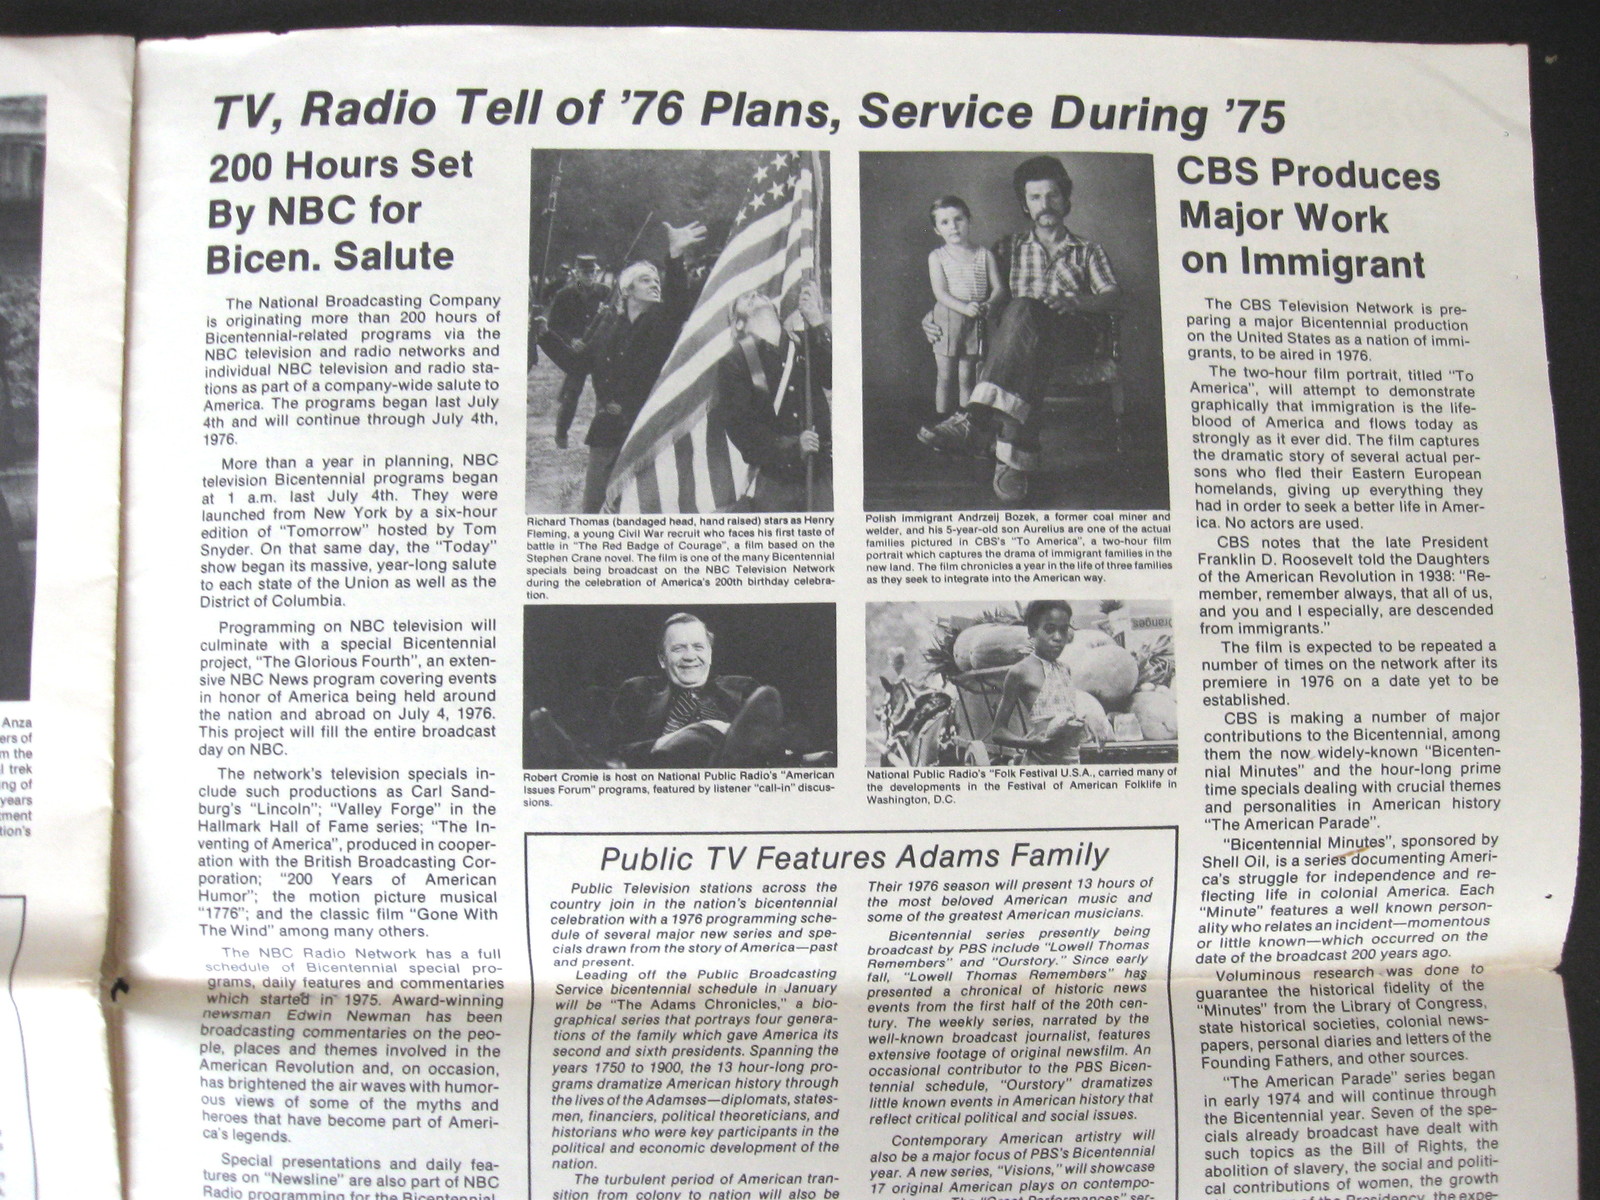 TV, Radio Tell of '76 Plans, Service During '75
200 Hours Set
By NBC for
Bicen. Salute
The National Broadcasting Company
is originating more than 200 hours of
Bicentennial-related programs via the
NBC television and radio networks and
individual NBC television and radio sta-
tions as part of a company-wide salute to
America. The programs began last July
4th and will continue through July 4th,
1976.
More than a year in planning, NBC
television Bicentennial programs began
at 1 a.m. last July 4th. They were
launched from New York by a six-hour
edition of "Tomorrow" hosted by Tom
Snyder. On that same day, the "Today"
show began its massive, year-long salute
to each state of the Union as well as the
District of Columbia.
Programming on NBC television will
culminate with a special Bicentennial
project, "The Glorious Fourth", an exten-
sive NBC News program covering events
in honor of America being held around
the nation and abroad on July 4, 1976.
This project will fill the entire broadcast
day on NBC.
The network's television specials in-
clude such productions as Carl Sand-
burg's "Lincoln"; "Valley Forge" in the
Hallmark Hall of Fame series; "The In-
venting of America", produced in cooper-
ation with the British Broadcasting Cor-
poration; "200 Years of American
Humor"; the motion picture musical
"1776"; and the classic film "Gone With
The Wind" among many others.
The NBC Radio Network has a full
schedule of Bicentennial special pro-
grams, daily features and commentaries
which started in 1975. Award-winning
newsman Edwin Newman has been
broadcasting commentaries on the peo-
ple, places and themes involved in the
American Revolution and, on occasion,
has brightened the air waves with humor-
ous views of some of the myths and
heroes that have become part of Ameri-
ca's legends.
Special presentations and daily fea-
tures on "Newsline" are also part of NBC
Radio programming for the Bicentennial.
Richard Thomas (bandaged head, hand raised) stars as Henry
Fleming, a young Civil War recruit who faces his first taste of
battle in "The Red Badge of Courage", a film based on the
Stephen Crane novel. The film is one of the many Bicentennial
specials being broadcast on the NBC Television Network
during the celebration of America's 200th birthday celebra-
tion.
Polish immigrant Andrzeij Bozek, a former coal miner and
welder, and his 5-year-old son Aurelius are one of the actual
families pictured in CBS's "To America", a two-hour film
portrait which captures the drama of immigrant families in the
new land. The film chronicles a year in the life of three families
as they seek to integrate into the American way.
Oranges
Robert Cromie is host on National Public Radio's "American
Issues Forum" programs, featured by listener "call-in" discus-
sions.
National Public Radio's "Folk Festival U.S.A., carried many of
the developments in the Festival of American Folklife in
Washington, D.C.
Public TV Features Adams Family
Public Television stations across the
country join in the nation's bicentennial
celebration with a 1976 programming sche-
dule of several major new series and spe-
cials drawn from the story of America—past
and present.
Leading off the Public Broadcasting
Service bicentennial schedule in January
will be "The Adams Chronicles," a bio-
graphical series that portrays four genera-
tions of the family which gave America its
second and sixth presidents. Spanning the
years 1750 to 1900, the 13 hour-long pro-
grams dramatize American history through
the lives of the Adamses—diplomats, states-
men, financiers, political theoreticians, and
historians who were key participants in the
political and economic development of the
nation.
The turbulent period of American tran-
sition from colony to nation will also be
Their 1976 season will present 13 hours of
the most beloved American music and
some of the greatest American musicians.
Bicentennial series presently being
broadcast by PBS include "Lowell Thomas
Remembers" and "Ourstory." Since early
fall, "Lowell Thomas Remembers" has
presented a chronical of historic news
events from the first half of the 20th cen-
tury. The weekly series, narrated by the
well-known broadcast journalist, features
extensive footage of original newsfilm. An
occasional contributor to the PBS Bicen-
tennial schedule, "Ourstory" dramatizes
little known events in American history that
reflect critical political and social issues.
Contemporary American artistry will
also be a major focus of PBS's Bicentennial
year. A new series, "Visions," will showcase
17 original American plays on contempo-
CBS Produces
Major Work
on Immigrant
The CBS Television Network is pre-
paring a major Bicentennial production
on the United States as a nation of immi-
grants, to be aired in 1976.
The two-hour film portrait, titled "To
America", will attempt to demonstrate
graphically that immigration is the life-
blood of America and flows today as
strongly as it ever did. The film captures
the dramatic story of several actual per-
sons who fled their Eastern European
homelands, giving up everything they
had in order to seek a better life in Amer-
ica. No actors are used.
CBS notes that the late President
Franklin D. Roosevelt told the Daughters
of the American Revolution in 1938: "Re-
member, remember always, that all of us,
and you and I especially, are descended
from immigrants."
The film is expected to be repeated a
number of times on the network after its
premiere in 1976 on a date yet to be
established.
CBS is making a number of major
contributions to the Bicentennial, among
them the now widely-known "Bicenten-
nial Minutes" and the hour-long prime
time specials dealing with crucial themes
and personalities in American history
"The American Parade".
"Bicentennial Minutes", sponsored by
Shell Oil, is a series documenting Ameri-
ca's struggle for independence and re-
flecting life in colonial America. Each
"Minute" features a well known person-
ality who relates an incident—momentous
or little known—which occurred on the
date of the broadcast 200 years ago.
Voluminous research was done to
guarantee the historical fidelity of the
"Minutes" from the Library of Congress,
state historical societies, colonial news-
papers, personal diaries and letters of the
Founding Fathers, and other sources.
"The American Parade" series began
in early 1974 and will continue through
the Bicentennial year. Seven of the spe-
cials already broadcast have dealt with
such topics as the Bill of Rights, the
abolition of slavery, the social and politi-
cal contributions of women, the growth
Anza
ers of
m the
l trek
ing of
years
tment
tion's